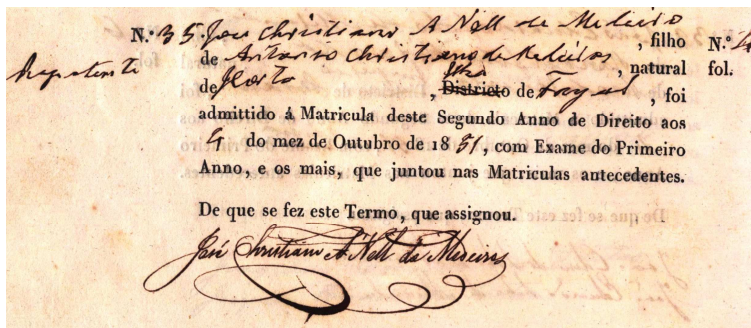 N.º 35 José Christiano O'Nell de Medeiros
, filho N.º 4
de Antonio Christiano de Medeiros
Repetente , natural fol.
Ilha
de Horta , Districto de Fayal , foi
admittido á Matricula deste Segundo Anno de Direito aos
4 do mez de Outubro de 1851, com Exame do Primeiro
Anno, e os mais, que juntou nas Matriculas antecedentes.
De que se fez este Termo, que assignou.
José Christiano O'Nell de Medeiros